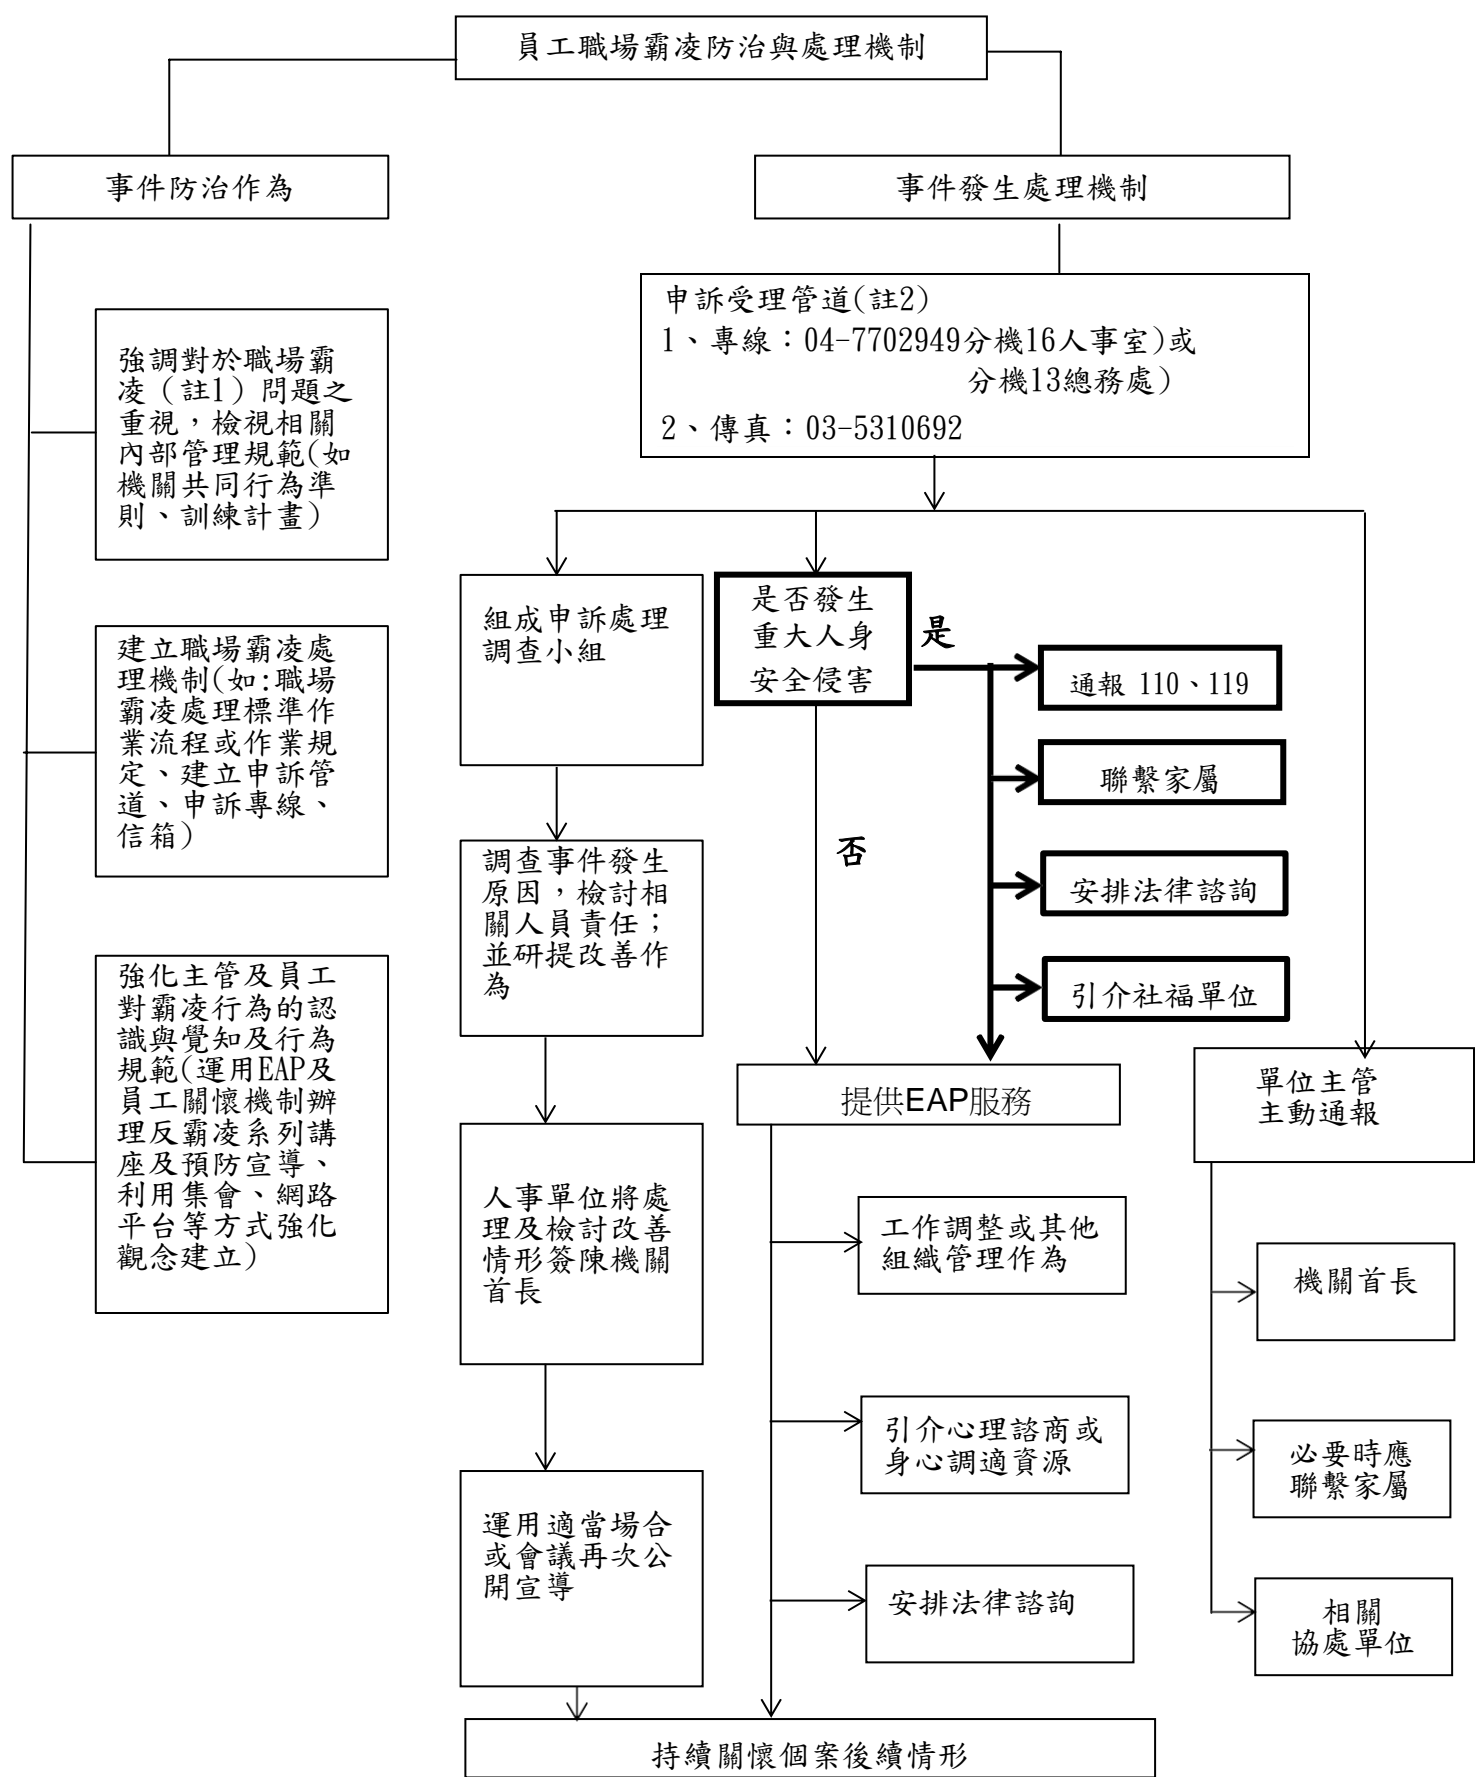 員工職場霸凌防治與處理機制
事件防治作為
事件發生處理機制
強調對於職場霸
凌（註1）問題之
重視，檢視相關
內部管理規範(如
機關共同行為準
則、訓練計畫)
建立職場霸凌處
理機制(如:職場
霸凌處理標準作
業流程或作業規
定、建立申訴管
道、申訴專線、
信箱)
強化主管及員工
對霸凌行為的認
識與覺知及行為
規範(運用EAP及
員工關懷機制辦
理反霸凌系列講
座及預防宣導、
利用集會、網路
平台等方式強化
觀念建立)
申訴受理管道(註2)
1、專線：04-7702949分機16人事室)或
分機13總務處)
2、傳真：03-5310692
組成申訴處理
調查小組
調查事件發生
原因，檢討相
關人員責任；
並研提改善作
為
人事單位將處
理及檢討改善
情形簽陳機關
首長
運用適當場合
或會議再次公
開宣導
是否發生
重大人身
安全侵害
是
否
通報 110、119
聯繫家屬
安排法律諮詢
引介社福單位
提供EAP服務
工作調整或其他
組織管理作為
引介心理諮商或
身心調適資源
安排法律諮詢
單位主管
主動通報
機關首長
必要時應
聯繫家屬
相關
協處單位
持續關懷個案後續情形